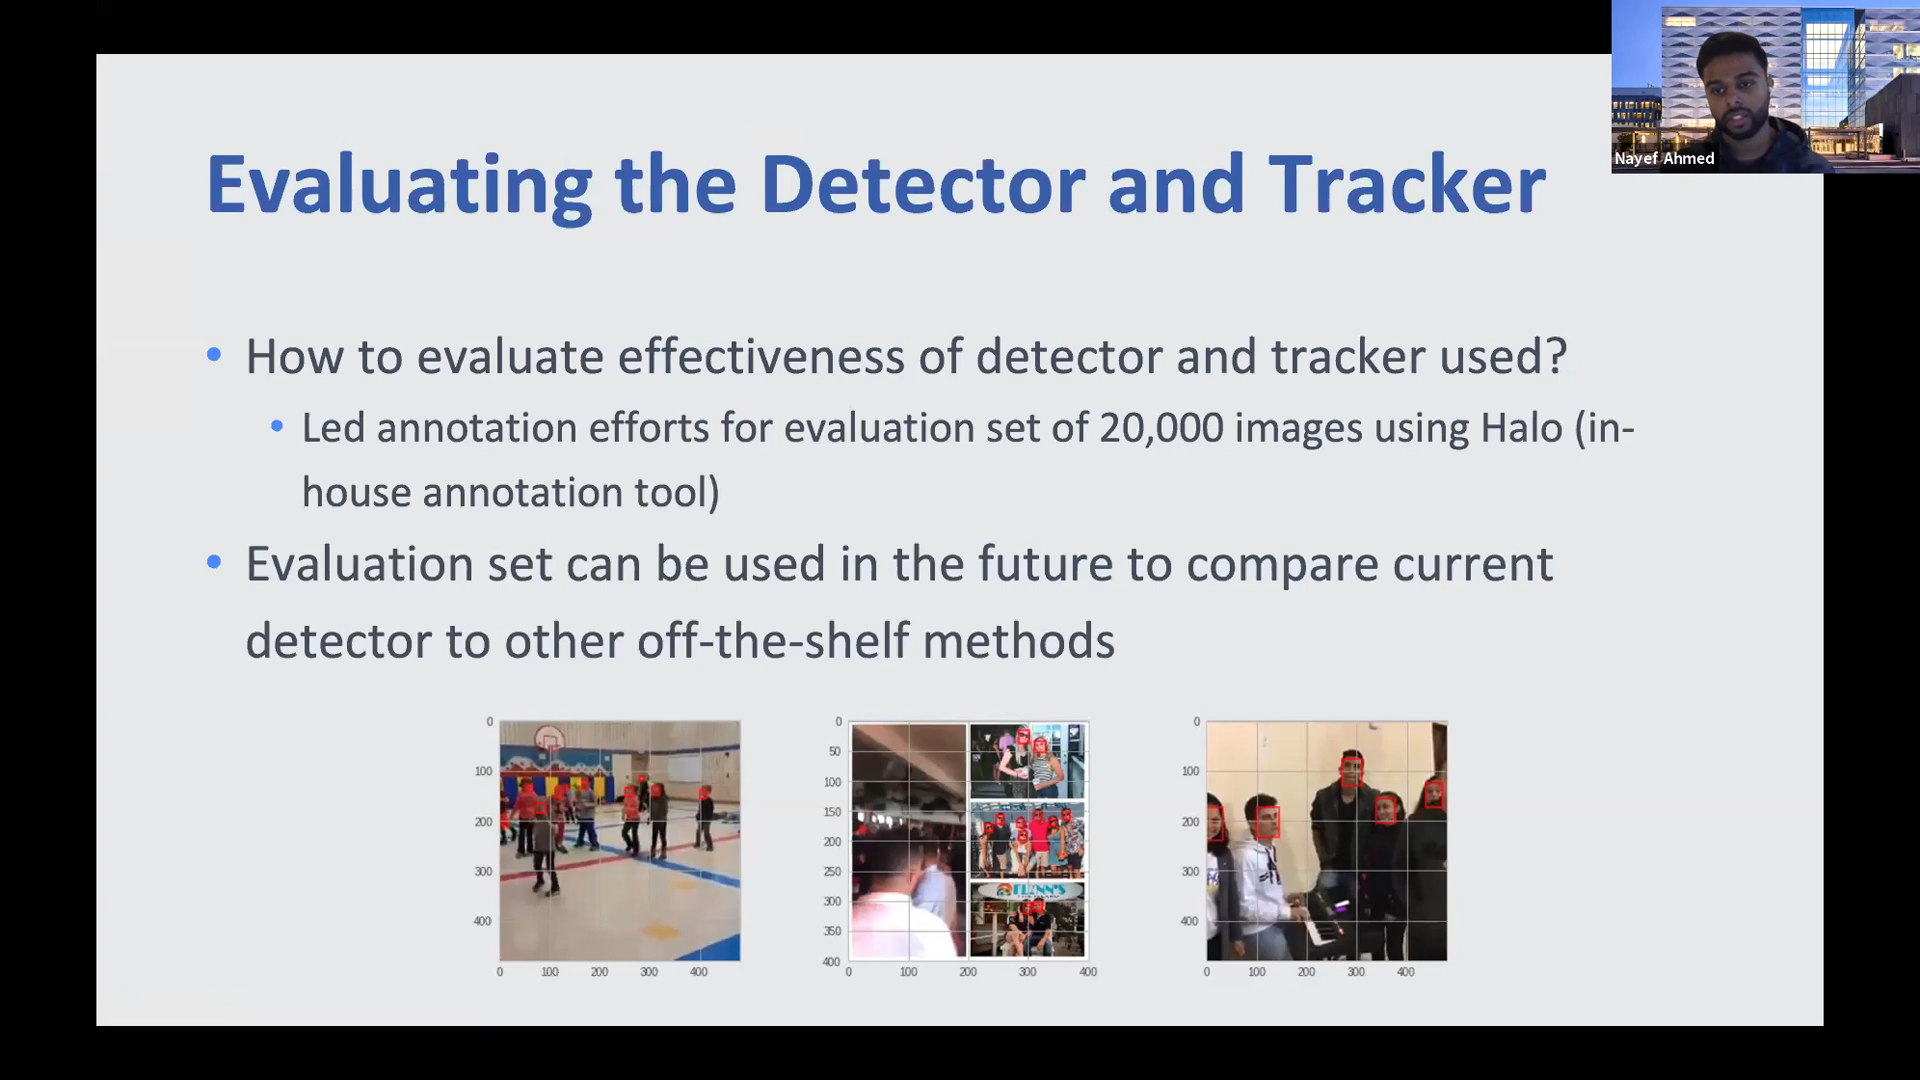 Nayef Ahmed
Evaluating the Detector and Tracker
• How to evaluate effectiveness of detector and tracker used?
• Led annotation efforts for evaluation set of 20,000 images using Halo (in-
house annotation tool)
• Evaluation set can be used in the future to compare current
detector to other off-the-shelf methods
0
100
200
300
400
0 100 200 300 400
0
50
100
150
200
250
300
350
400
0 100 200 300 400
FLYNN'S
0
100
200
300
400
0 100 200 300 400